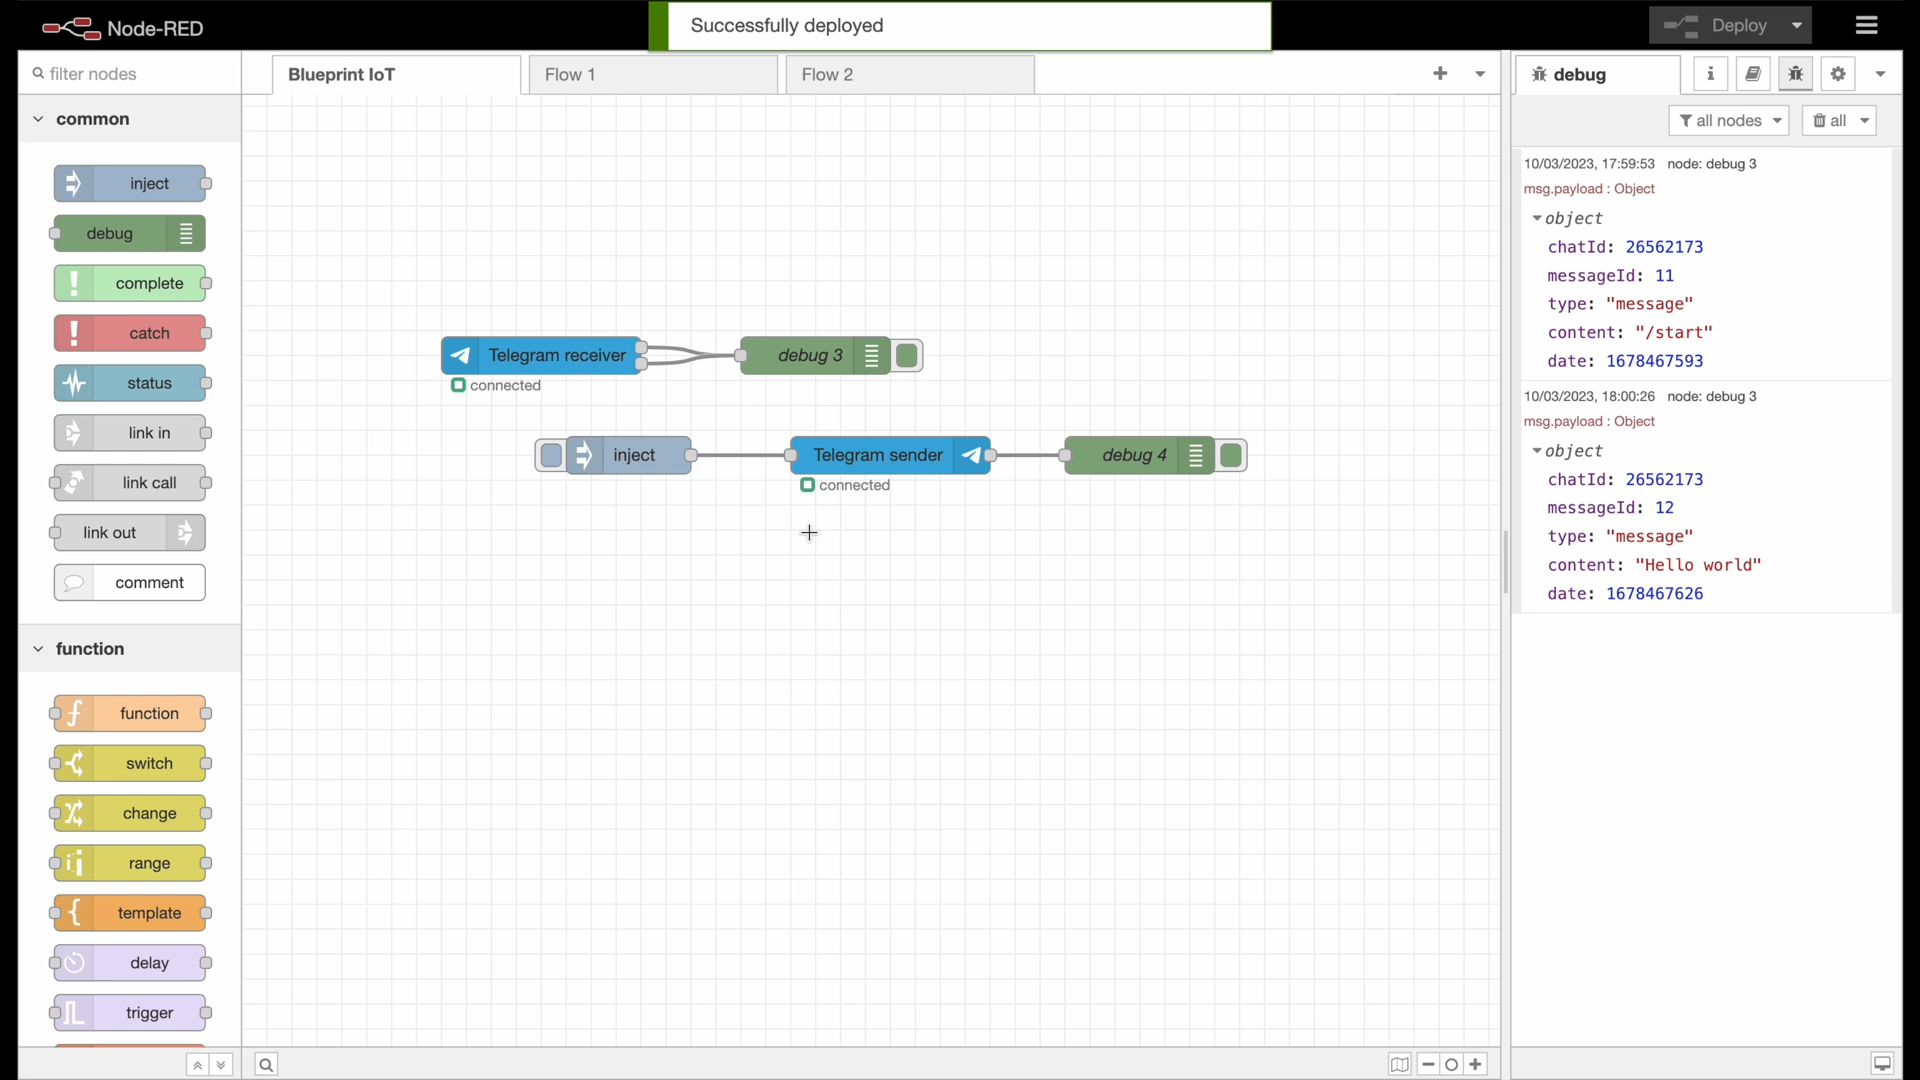 Node-RED
Successfully deployed
Deploy
filter nodes
Blueprint IoT
Flow 1
Flow 2
debug
all nodes
all
common
inject
debug
complete
catch
status
link in
link call
link out
comment
function
function
switch
change
range
template
delay
trigger
Telegram receiver
connected
debug 3
inject
Telegram sender
connected
debug 4
10/03/2023, 17:59:53 node: debug 3
msg.payload : Object
object
chatId: 26562173
messageId: 11
type: "message"
content: "/start"
date: 1678467593
10/03/2023, 18:00:26 node: debug 3
msg.payload : Object
object
chatId: 26562173
messageId: 12
type: "message"
content: "Hello world"
date: 1678467626